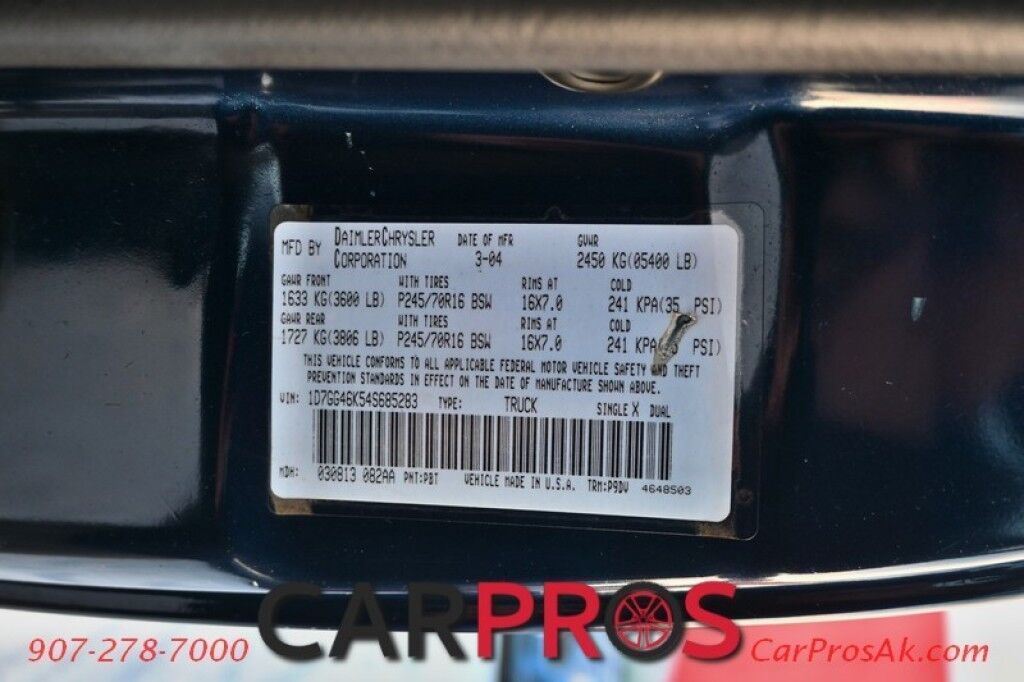 MFD BY DAIMLERCHRYSLER CORPORATION DATE OF MFR 3-04 GVWR 2450 KG(05400 LB)
GAWR FRONT WITH TIRES RIMS AT COLD
1633 KG(3600 LB) P245/70R16 BSW 16X7.0 241 KPA(35 PSI)
GAWR REAR WITH TIRES RIMS AT COLD
1727 KG(3806 LB) P245/70R16 BSW 16X7.0 241 KPA( PSI)
THIS VEHICLE CONFORMS TO ALL APPLICABLE FEDERAL MOTOR VEHICLE SAFETY AND THEFT
PREVENTION STANDARDS IN EFFECT ON THE DATE OF MANUFACTURE SHOWN ABOVE.
VIN: 1D7GG46K54S685283 TYPE: TRUCK SINGLE X DUAL
MDH: 030813 082AA PNT:PBT VEHICLE MADE IN U.S.A. TRM:P9DV 4648503
907-278-7000 CARPROS CarProsAk.com